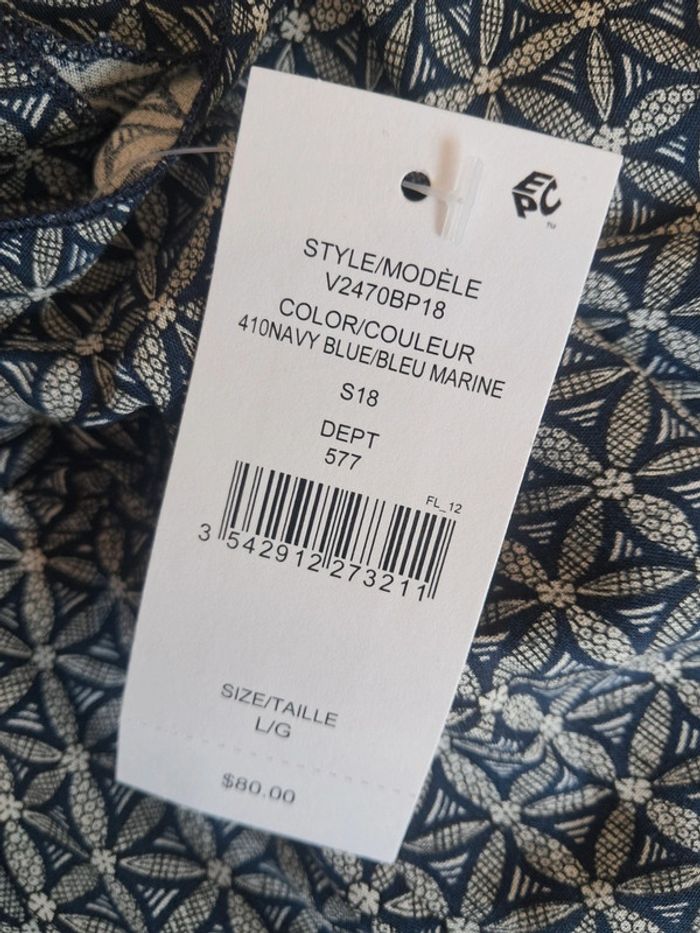 EPC
TM
STYLE/MODÈLE
V2470BP18
COLOR/COULEUR
410NAVY BLUE/BLEU MARINE
S18
DEPT
577
FL_12
3 542912 273211
SIZE/TAILLE
L/G
$80.00